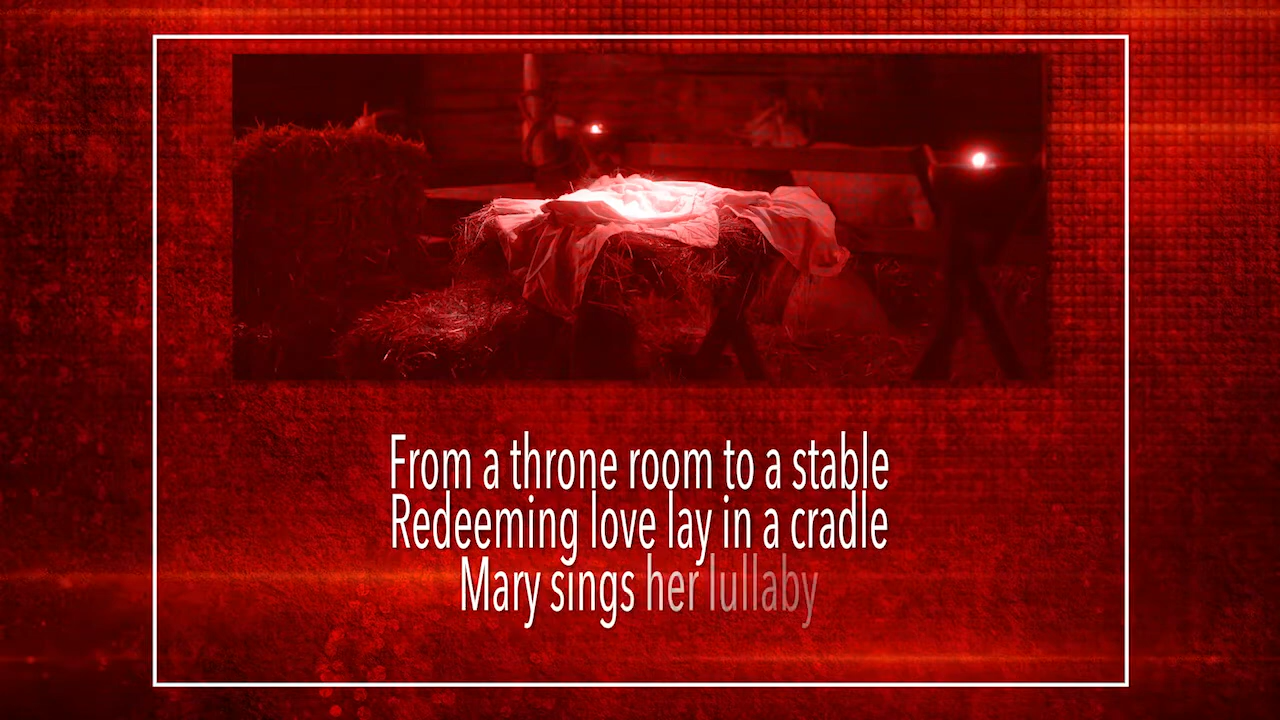 From a throne room to a stable
Redeeming love lay in a cradle
Mary sings her lullaby